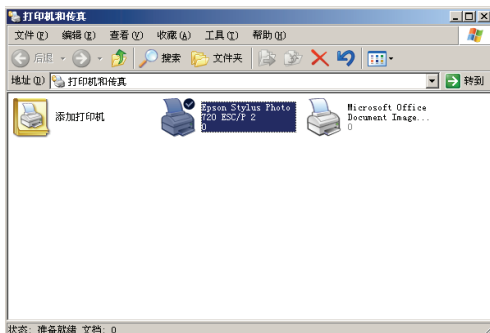 打印机和传真
文件(F) 编辑(E) 查看(V) 收藏(A) 工具(T) 帮助(H)
后退 搜索 文件夹
地址(D) 打印机和传真 转到
添加打印机
Epson Stylus Photo
720 ESC/P 2
0
Microsoft Office
Document Image...
0
状态: 准备就绪 文档: 0